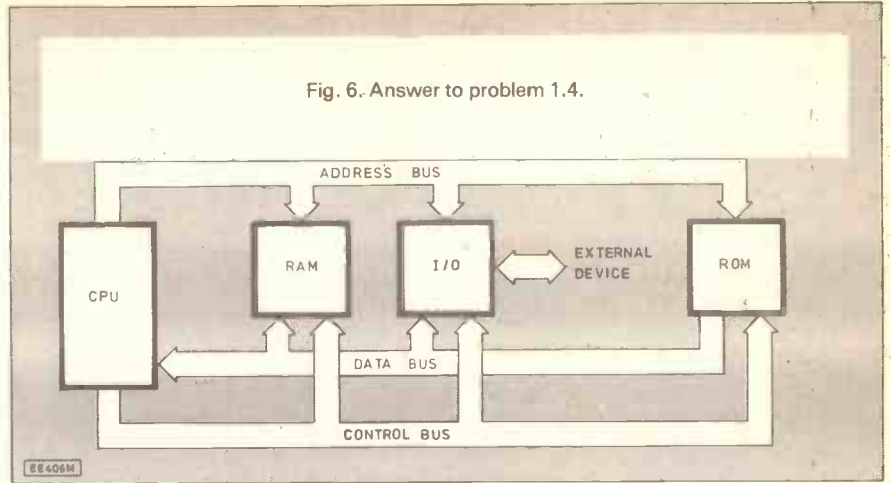 Fig. 6. Answer to problem 1.4.
ADDRESS BUS
CPU
RAM
I/O
EXTERNAL
DEVICE
ROM
DATA BUS
CONTROL BUS
EE406M